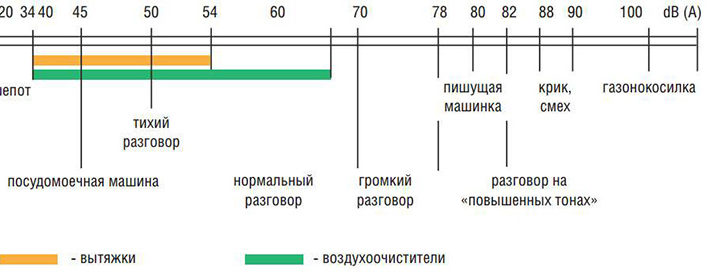 20 34 40 45 50 54 60 70 78 80 82 88 90 100 dB (A)
пишущая машинка
крик, смех
газонокосилка
тихий разговор
посудомоечная машина
нормальный разговор
громкий разговор
разговор на «повышенных тонах»
- вытяжки
- воздухоочистители